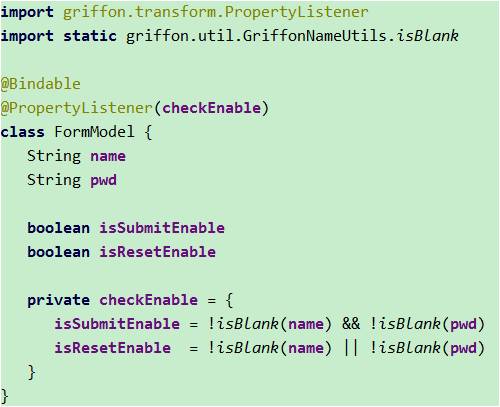 import griffon.transform.PropertyListener
import static griffon.util.GriffonNameUtils.isBlank

@Bindable
@PropertyListener(checkEnable)
class FormModel {
   String name
   String pwd

   boolean isSubmitEnable
   boolean isResetEnable

   private checkEnable = {
      isSubmitEnable = !isBlank(name) && !isBlank(pwd)
      isResetEnable  = !isBlank(name) || !isBlank(pwd)
   }
}